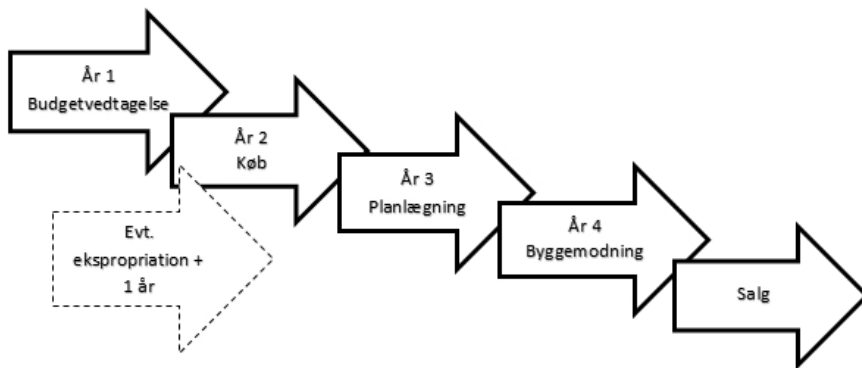 År 1
Budgetvedtagelse
År 2
Køb
Evt.
ekspropriation +
1 år
År 3
Planlægning
År 4
Byggemodning
Salg